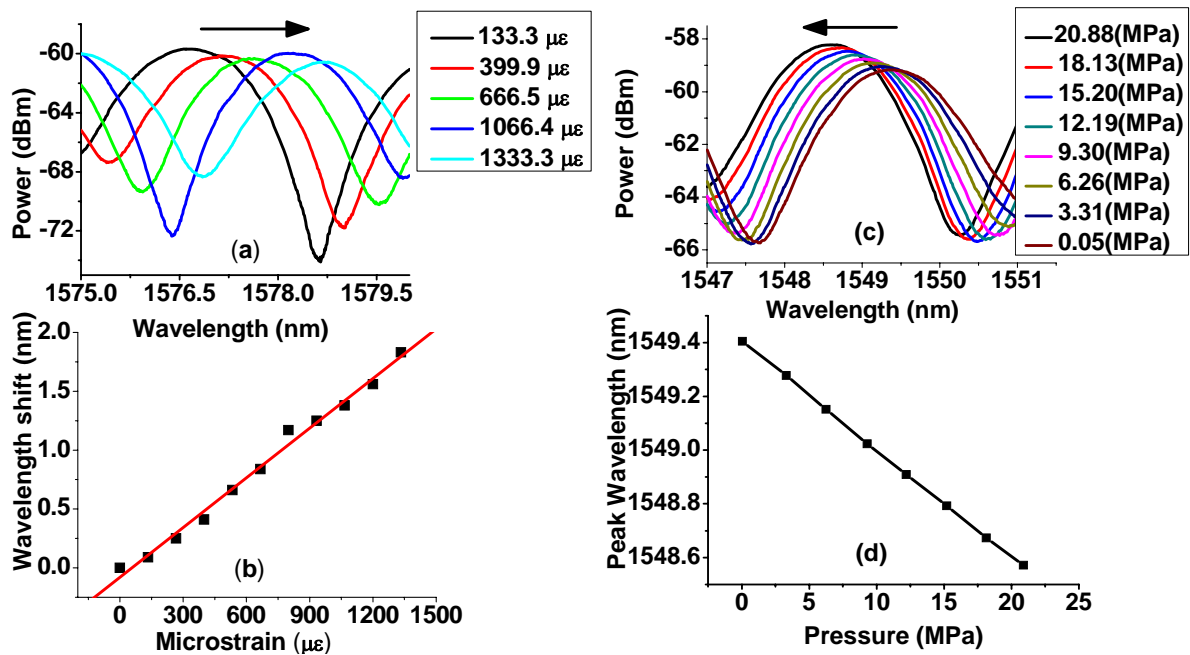 -60
-64
-68
-72
Power (dBm)
(a)
1575.0 1576.5 1578.0 1579.5
Wavelength (nm)
133.3 με
399.9 με
666.5 με
1066.4 με
1333.3 με
-58
-60
-62
-64
-66
Power (dBm)
(c)
1547 1548 1549 1550 1551
Wavelength (nm)
20.88(MPa)
18.13(MPa)
15.20(MPa)
12.19(MPa)
9.30(MPa)
6.26(MPa)
3.31(MPa)
0.05(MPa)
2.0
1.5
1.0
0.5
0.0
Wavelength shift (nm)
(b)
0 300 600 900 1200 1500
Microstrain (με)
1549.4
1549.2
1549.0
1548.8
1548.6
Peak Wavelength (nm)
(d)
0 5 10 15 20 25
Pressure (MPa)